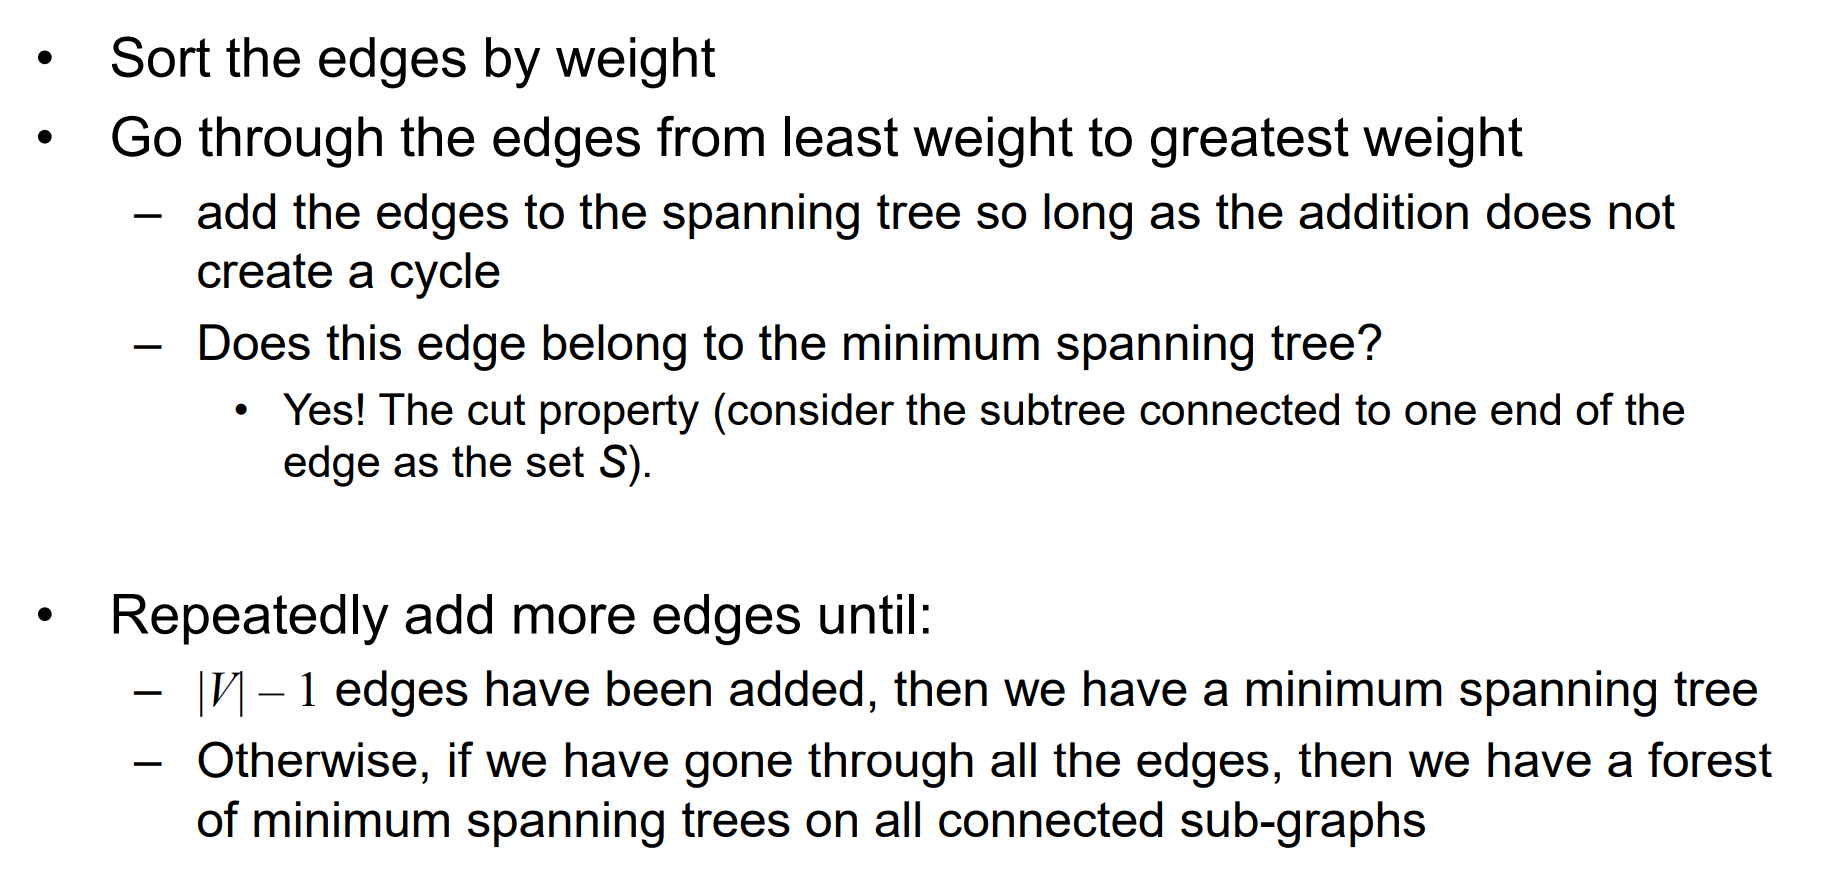 • Sort the edges by weight
• Go through the edges from least weight to greatest weight
– add the edges to the spanning tree so long as the addition does not
create a cycle
– Does this edge belong to the minimum spanning tree?
• Yes! The cut property (consider the subtree connected to one end of the
edge as the set S).
• Repeatedly add more edges until:
– |V| – 1 edges have been added, then we have a minimum spanning tree
– Otherwise, if we have gone through all the edges, then we have a forest
of minimum spanning trees on all connected sub-graphs